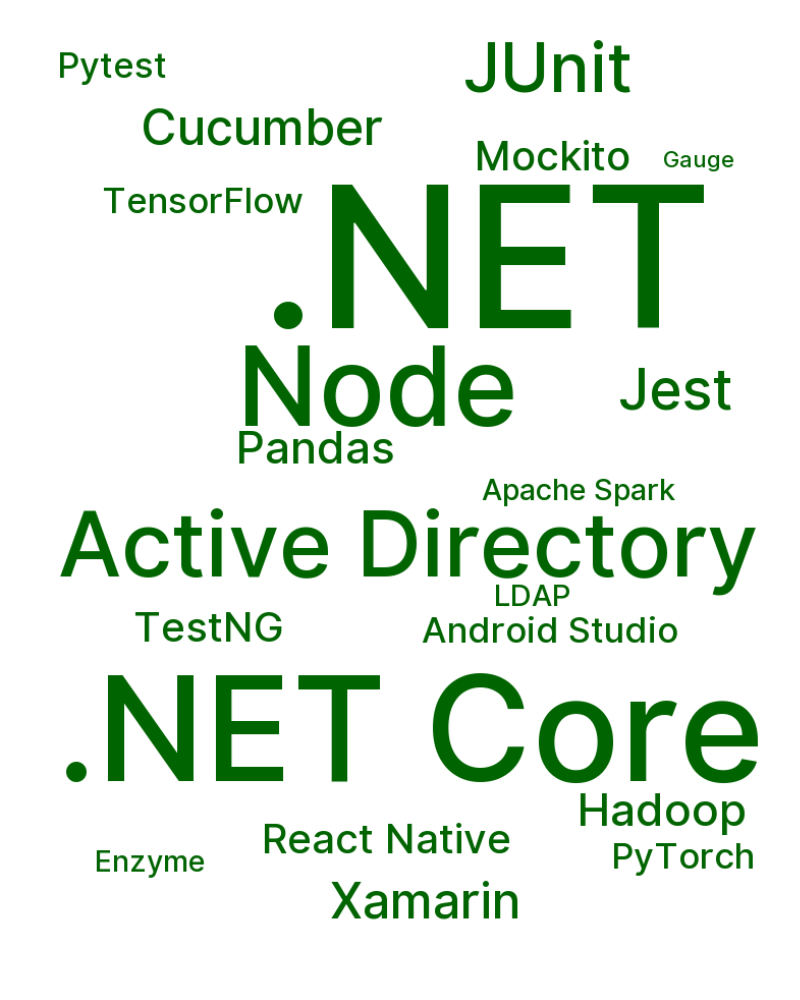 Pytest
JUnit
Cucumber
Mockito
Gauge
TensorFlow
.NET
Node
Jest
Pandas
Apache Spark
Active Directory
LDAP
TestNG
Android Studio
.NET Core
Hadoop
React Native
PyTorch
Enzyme
Xamarin